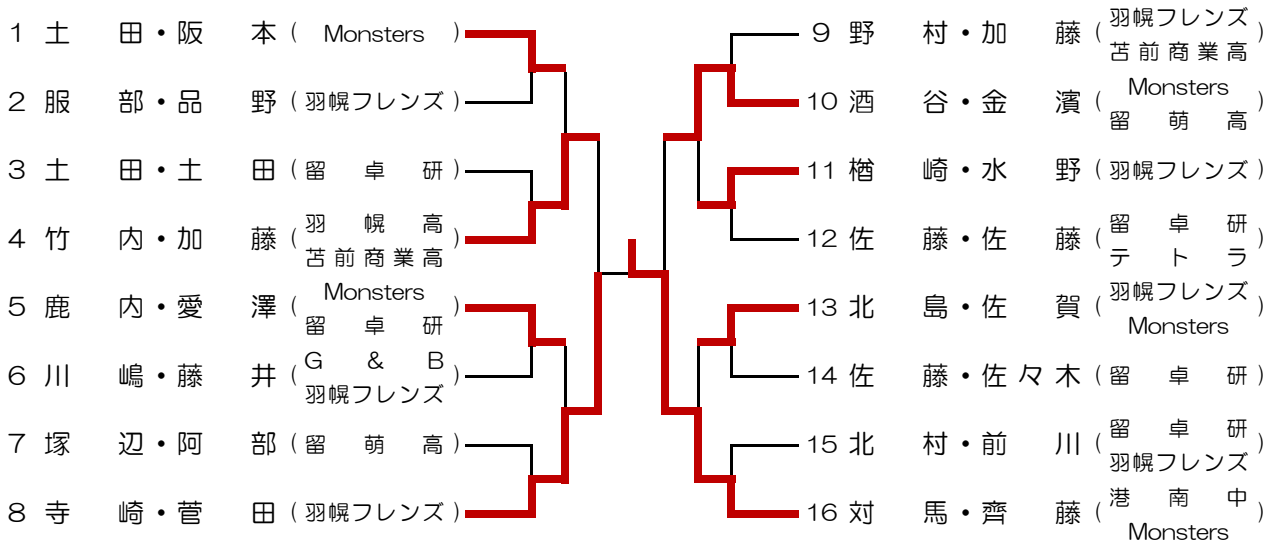 1 土 田・阪 本 ( Monsters )
2 服 部・品 野 ( 羽幌フレンズ )
3 土 田・土 田 ( 留 卓 研 )
4 竹 内・加 藤 ( 羽 幌 高
苫前商業高 )
5 鹿 内・愛 澤 ( Monsters
留 卓 研 )
6 川 嶋・藤 井 ( G & B
羽幌フレンズ )
7 塚 辺・阿 部 ( 留 萌 高 )
8 寺 崎・菅 田 ( 羽幌フレンズ )
9 野 村・加 藤 ( 羽幌フレンズ
苫前商業高 )
10 酒 谷・金 濱 ( Monsters
留 萌 高 )
11 楢 崎・水 野 ( 羽幌フレンズ )
12 佐 藤・佐 藤 ( 留 卓 研
テ ト ラ )
13 北 島・佐 賀 ( 羽幌フレンズ
Monsters )
14 佐 藤・佐々木 ( 留 卓 研 )
15 北 村・前 川 ( 留 卓 研
羽幌フレンズ )
16 対 馬・齊 藤 ( 港 南 中
Monsters )